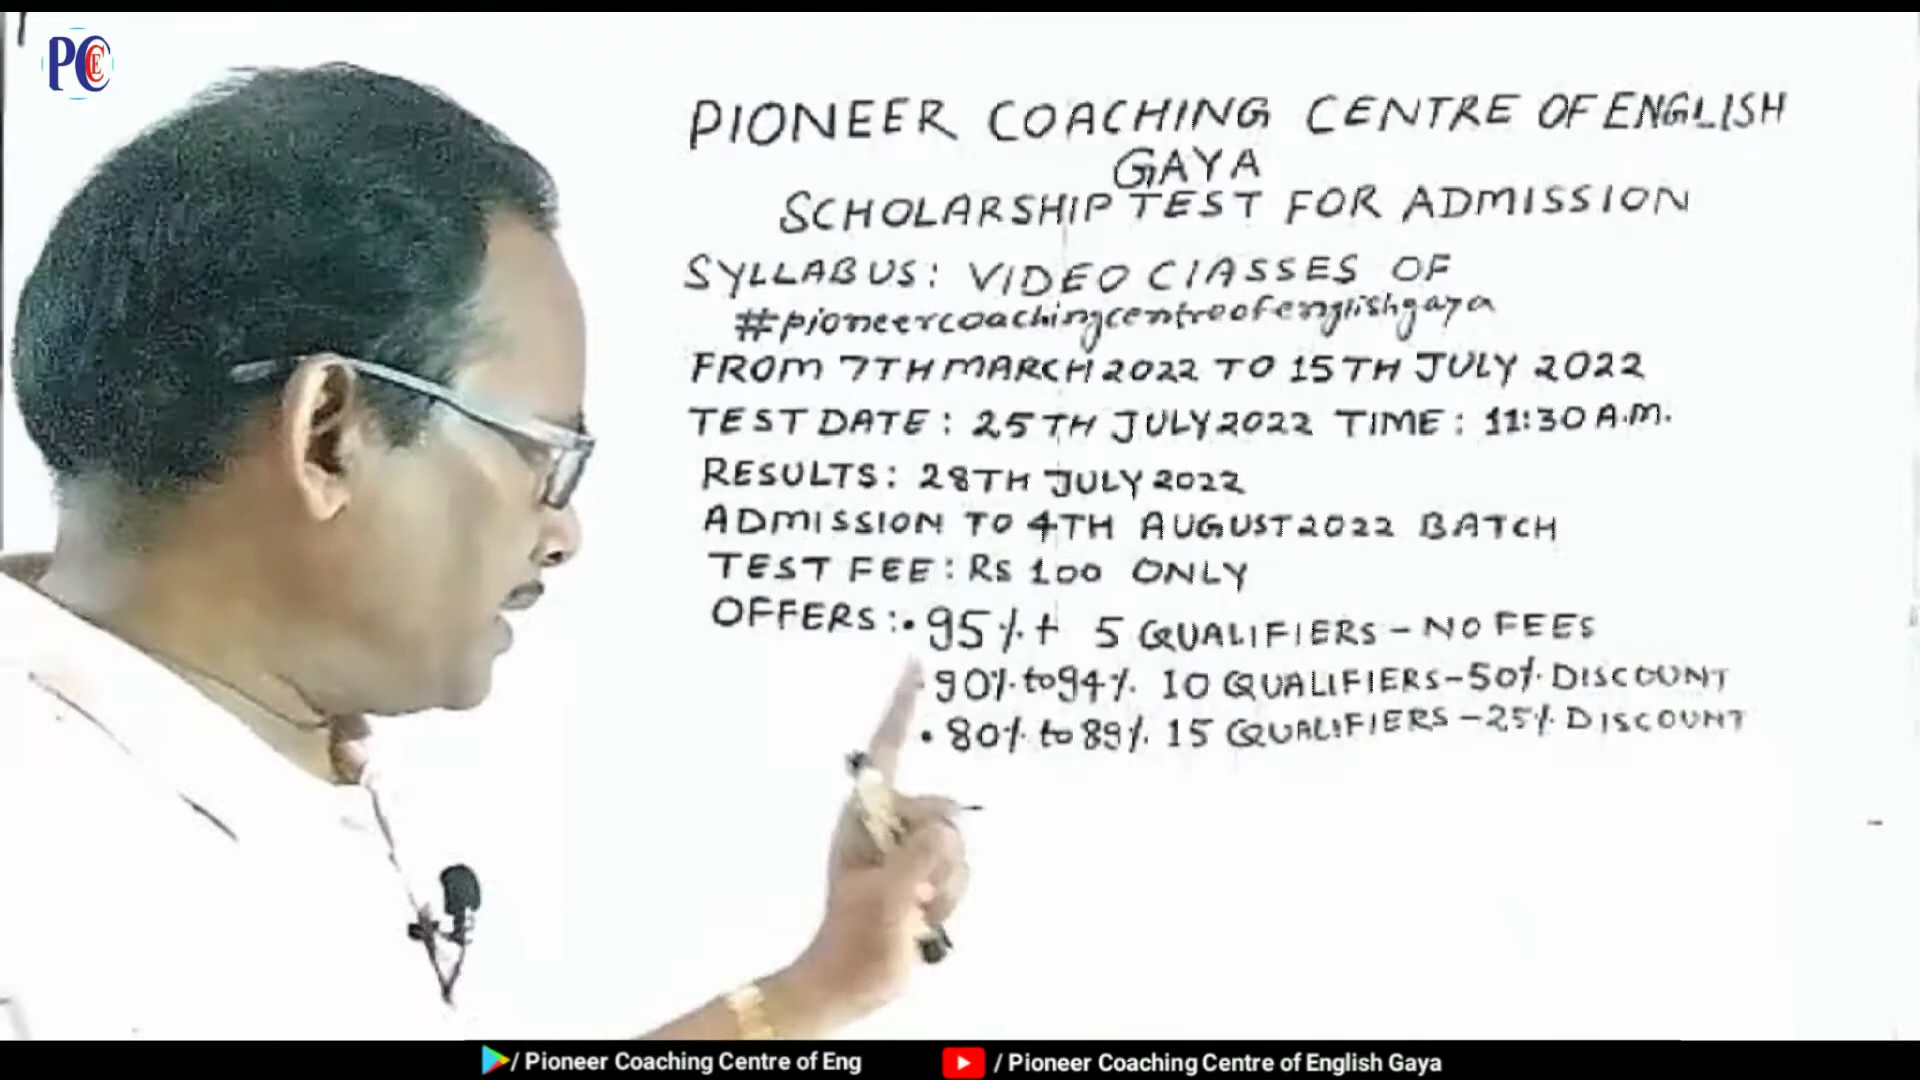 PCCE
PIONEER COACHING CENTRE OF ENGLISH
GAYA
SCHOLARSHIP TEST FOR ADMISSION
SYLLABUS: VIDEO ClASSES OF
#pioneercoachingcentreofenglishgaya
FROM 7TH MARCH 2022 TO 15TH JULY 2022
TEST DATE: 25TH JULY 2022 TIME: 11:30 A.M.
RESULTS: 28TH JULY 2022
ADMISSION TO 4TH AUGUST 2022 BATCH
TEST FEE: Rs 100 ONLY
OFFERS: • 95%+ 5 QUALIFIERS - NO FEES
• 90% to 94% 10 QUALIFIERS - 50% DISCOUNT
• 80% to 89% 15 QUALIFIERS - 25% DISCOUNT
/ Pioneer Coaching Centre of Eng
/ Pioneer Coaching Centre of English Gaya